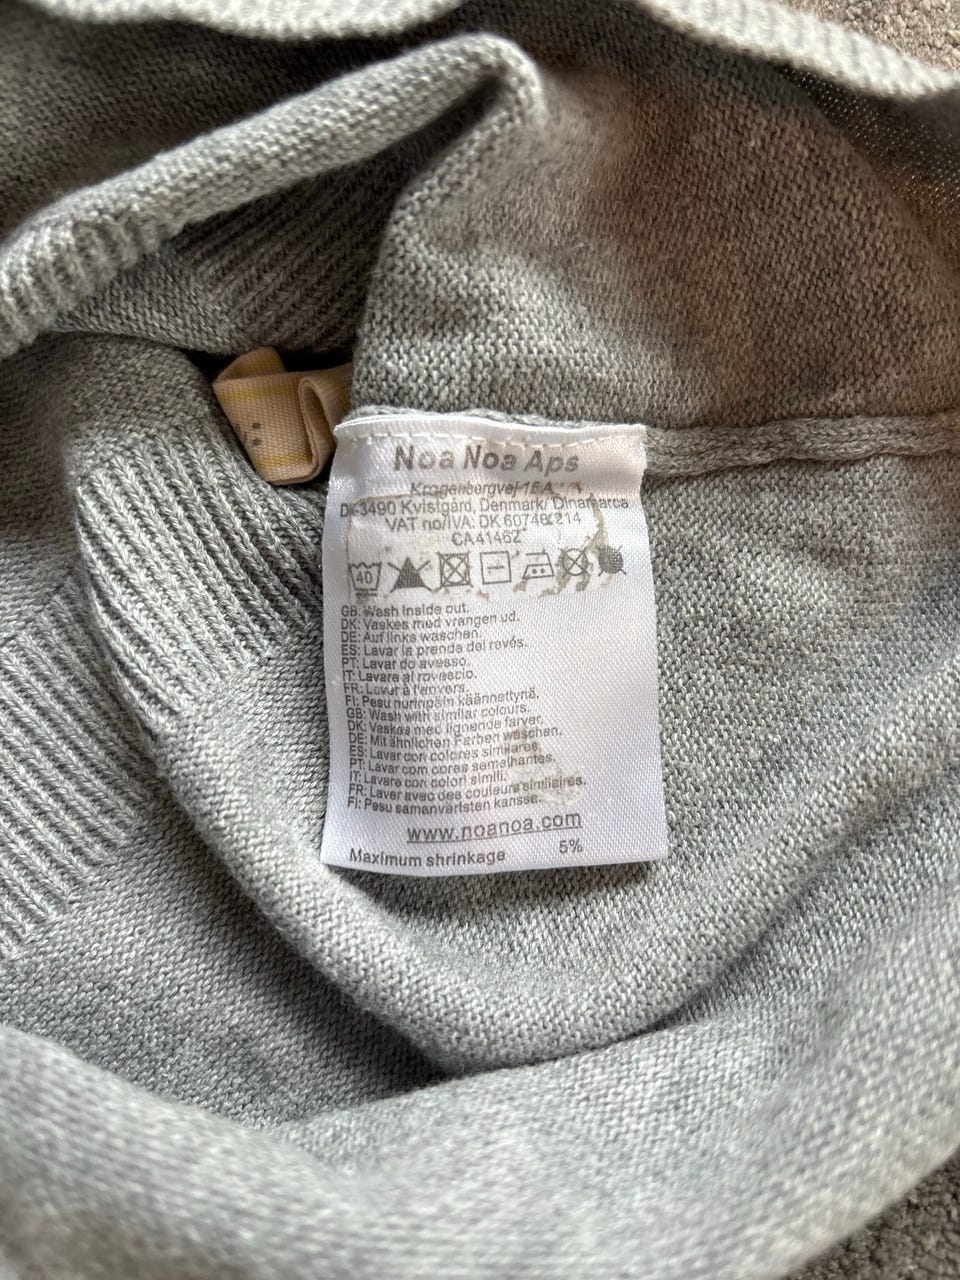 Noa Noa Aps
Krogenbergvej 15A
DK-3490 Kvistgård, Denmark/ Dinamarca
VAT no/IVA: DK 60746214
CA41462
40
GB: Wash inside out.
DK: Vaskes med vrangen ud.
DE: Auf links waschen.
ES: Lavar la prenda del revés.
PT: Lavar do avesso.
IT: Lavare al rovescio.
FR: Lavur à l'envers.
FI: Pesu nurinpäin käännettynä.
GB: Wash with similar colours.
DK: Vaskes med lignende farver.
DE: Mit ähnlichen Farben waschen.
ES: Lavar con colores similares.
PT: Lavar com cores semelhantes.
IT: Lavare con colori simili.
FR: Laver avec des couleurs similaires.
FI: Pesu samanväristen kanssa.
www.noanoa.com
Maximum shrinkage 5%